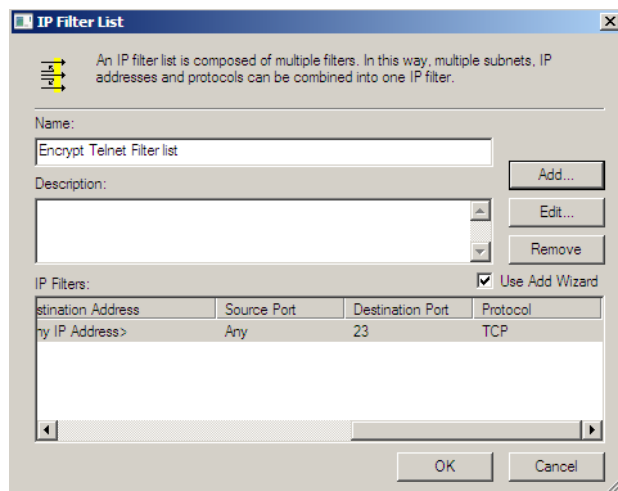 IP Filter List
An IP filter list is composed of multiple filters. In this way, multiple subnets, IP
addresses and protocols can be combined into one IP filter.
Name:
Encrypt Telnet Filter list
Add...
Description:
Edit...
Remove
IP Filters:
Use Add Wizard
stination Address Source Port Destination Port Protocol
ny IP Address> Any 23 TCP
OK Cancel